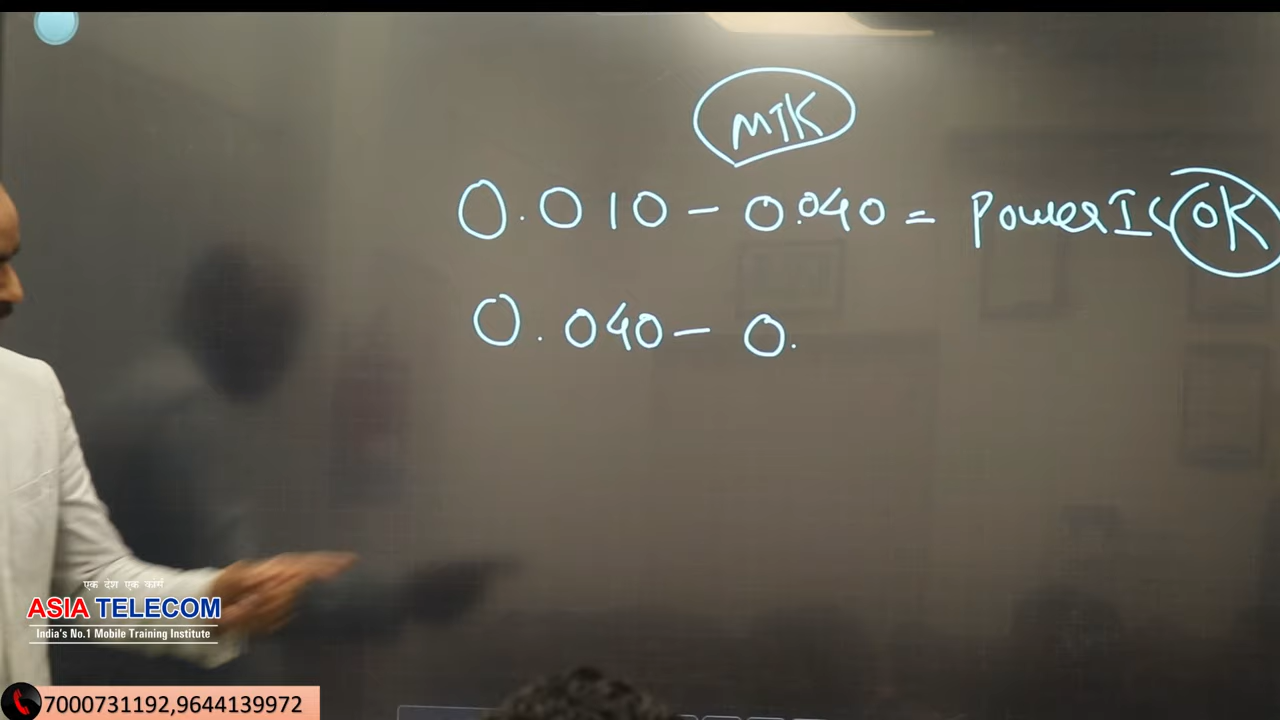 MTK
0.010 - 0.040 = Power IC OK
0.040 - 0.
एक देश एक कोर्स
ASIA TELECOM
India's No.1 Mobile Training Institute
7000731192,9644139972